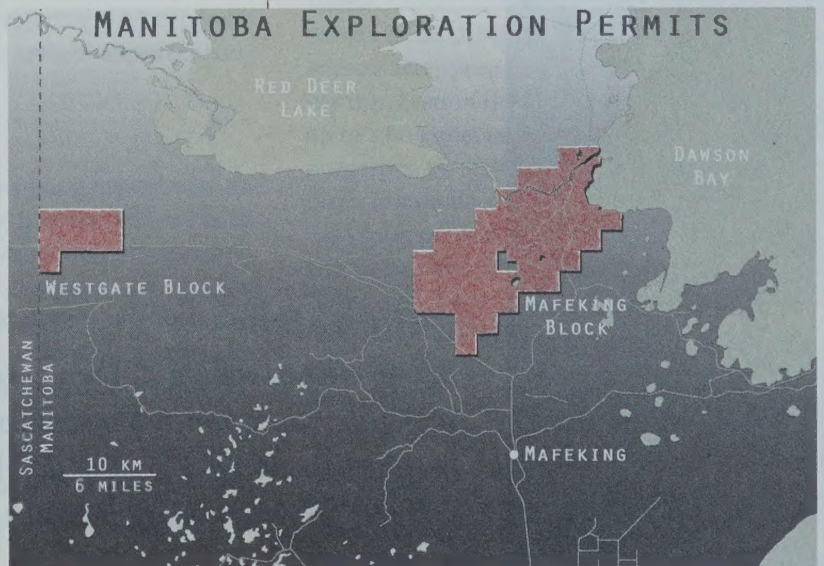 MANITOBA EXPLORATION PERMITS
RED DEER
LAKE
DAWSON
BAY
WESTGATE BLOCK
MAFEKING
BLOCK
SASCATCHEWAN
MANITOBA
10 KM
6 MILES
MAFEKING